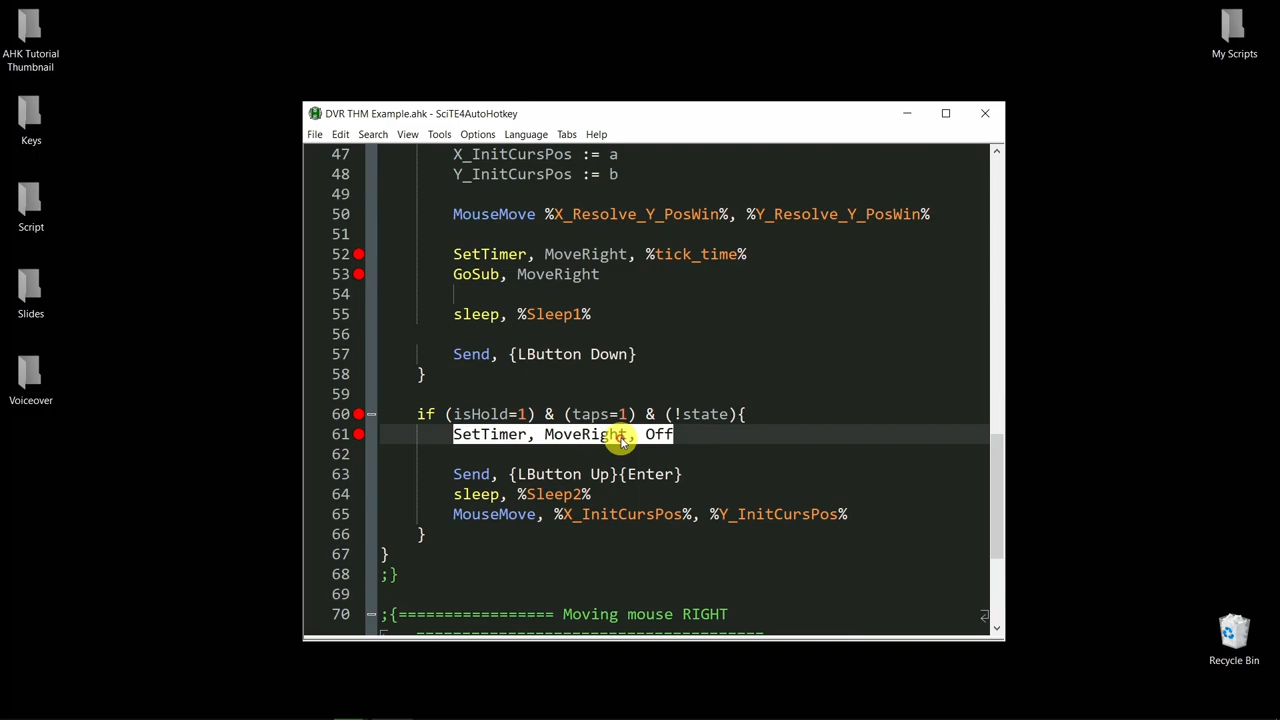 AHK Tutorial
Thumbnail
Keys
Script
Slides
Voiceover
My Scripts
Recycle Bin
DVR THM Example.ahk - SciTE4AutoHotkey
File Edit Search View Tools Options Language Tabs Help
47 X_InitCursPos := a
48 Y_InitCursPos := b
49
50 MouseMove %X_Resolve_Y_PosWin%, %Y_Resolve_Y_PosWin%
51
52 SetTimer, MoveRight, %tick_time%
53 GoSub, MoveRight
54
55 sleep, %Sleep1%
56
57 Send, {LButton Down}
58 }
59
60 if (isHold=1) & (taps=1) & (!state){
61 SetTimer, MoveRight, Off
62
63 Send, {LButton Up}{Enter}
64 sleep, %Sleep2%
65 MouseMove, %X_InitCursPos%, %Y_InitCursPos%
66 }
67 }
68 ;}
69
70 ;{================= Moving mouse RIGHT